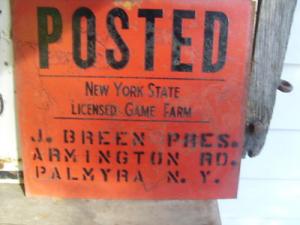 POSTED
NEW YORK STATE
LICENSED GAME FARM
J. BREEN PRES.
ARMINGTON RD.
PALMYRA N.Y.